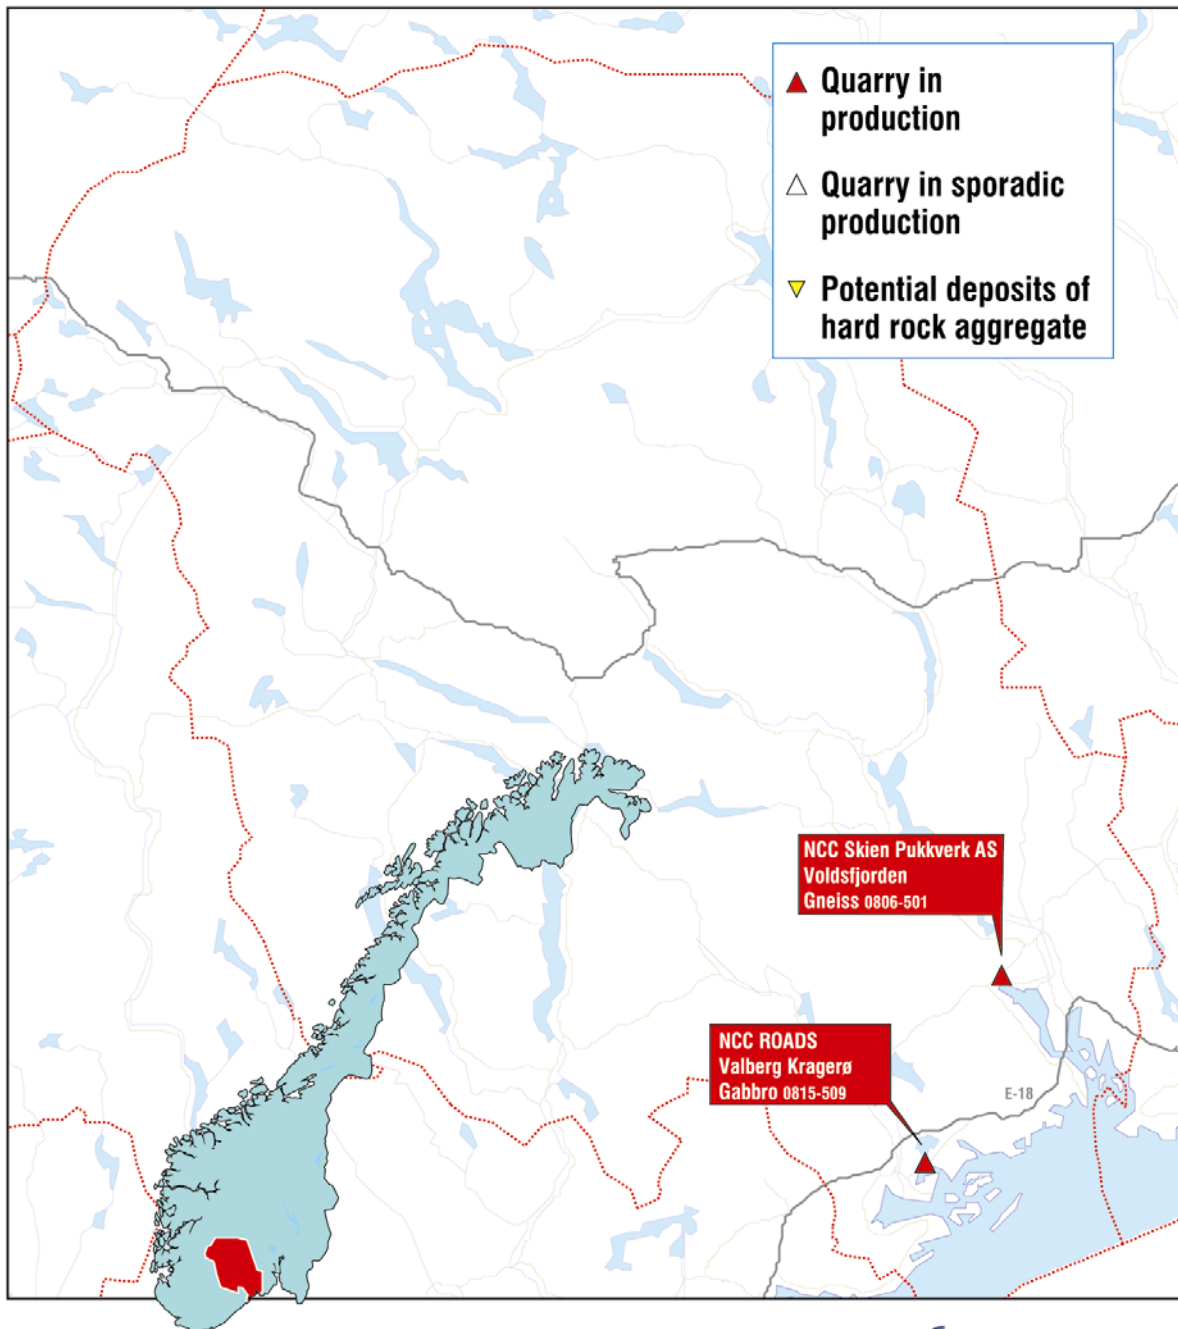 Quarry in
production
Quarry in sporadic
production
Potential deposits of
hard rock aggregate
NCC Skien Pukkverk AS
Voldsfjorden
Gneiss 0806-501
NCC ROADS
Valberg Kragerø
Gabbro 0815-509
E-18